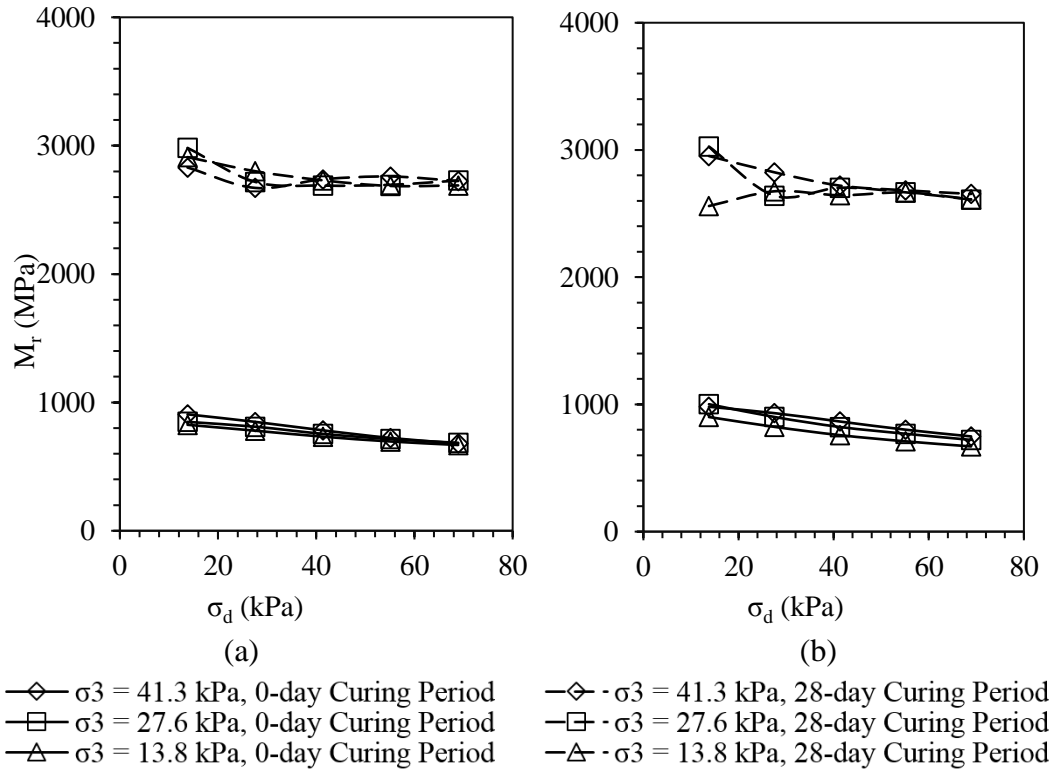 4000
3000
2000
1000
0
M_r (MPa)
0 20 40 60 80
σ_d (kPa)
(a)
4000
3000
2000
1000
0
0 20 40 60 80
σ_d (kPa)
(b)
σ3 = 41.3 kPa, 0-day Curing Period
σ3 = 27.6 kPa, 0-day Curing Period
σ3 = 13.8 kPa, 0-day Curing Period
σ3 = 41.3 kPa, 28-day Curing Period
σ3 = 27.6 kPa, 28-day Curing Period
σ3 = 13.8 kPa, 28-day Curing Period